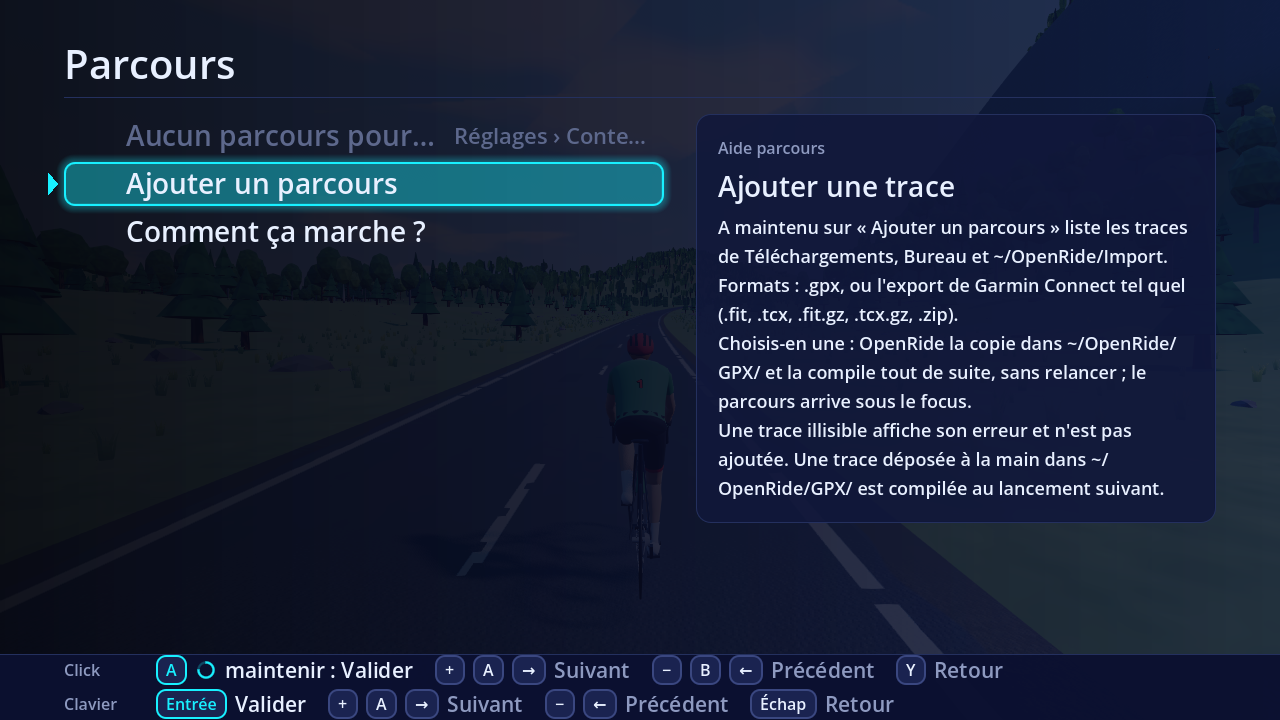 Parcours
Aucun parcours pour... Réglages › Conte...
Ajouter un parcours
Comment ça marche ?
Aide parcours
Ajouter une trace
A maintenu sur « Ajouter un parcours » liste les traces
de Téléchargements, Bureau et ~/OpenRide/Import.
Formats : .gpx, ou l'export de Garmin Connect tel quel
(.fit, .tcx, .fit.gz, .tcx.gz, .zip).
Choisis-en une : OpenRide la copie dans ~/OpenRide/
GPX/ et la compile tout de suite, sans relancer ; le
parcours arrive sous le focus.
Une trace illisible affiche son erreur et n'est pas
ajoutée. Une trace déposée à la main dans ~/
OpenRide/GPX/ est compilée au lancement suivant.
Click A maintenir : Valider + A → Suivant − B ← Précédent Y Retour
Clavier Entrée Valider + A → Suivant − ← Précédent Échap Retour